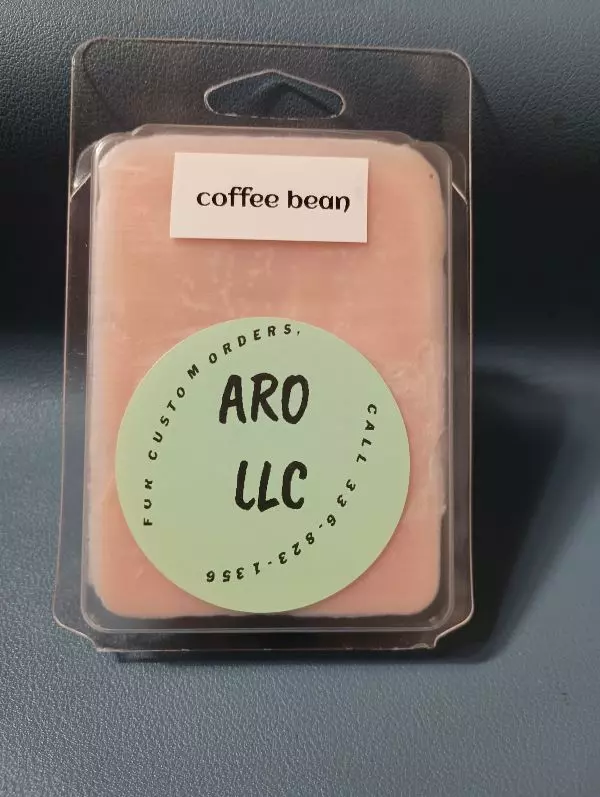 coffee bean
FOR CUSTOM ORDERS,
ARO
LLC
CALL 336-823-1356